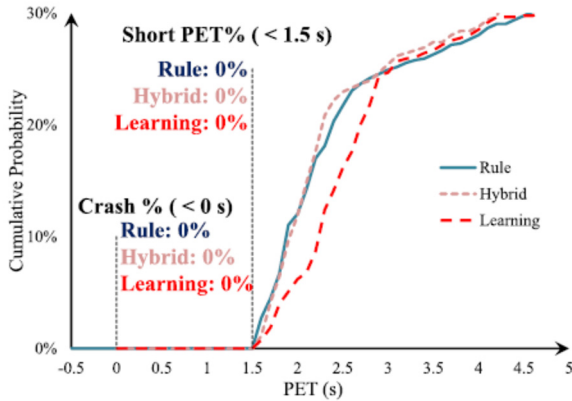 30%
20%
10%
0%
Cumulative Probability
Short PET% ( < 1.5 s)
Rule: 0%
Hybrid: 0%
Learning: 0%
Crash % ( < 0 s)
Rule: 0%
Hybrid: 0%
Learning: 0%
Rule
Hybrid
Learning
-0.5 0 0.5 1 1.5 2 2.5 3 3.5 4 4.5 5
PET (s)